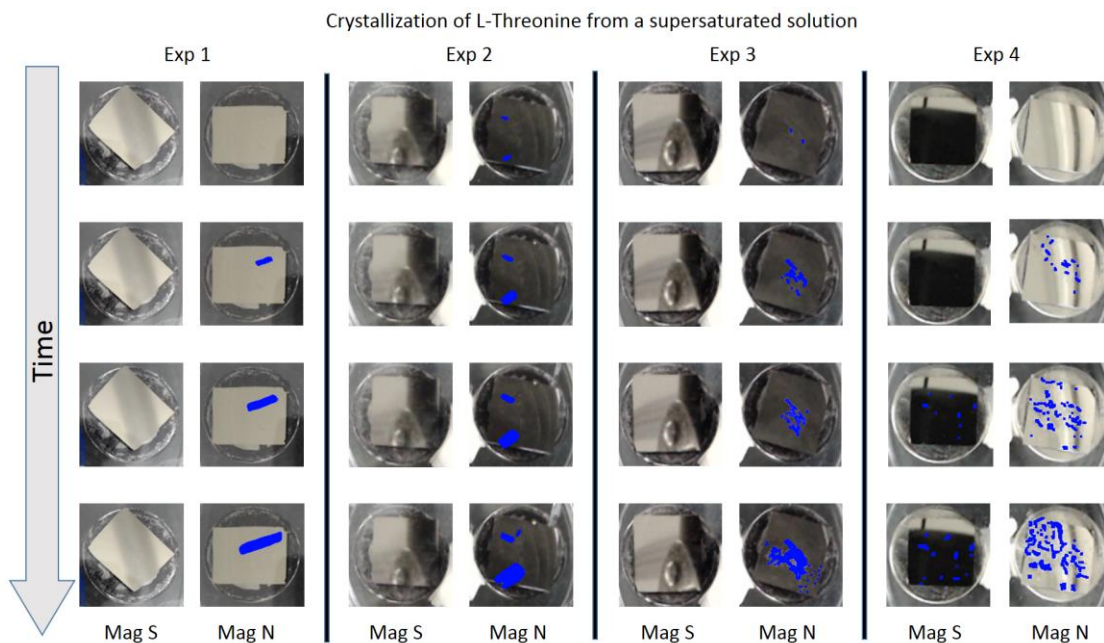 Crystallization of L-Threonine from a supersaturated solution
Exp 1
Exp 2
Exp 3
Exp 4
Time
Mag S
Mag N
Mag S
Mag N
Mag S
Mag N
Mag S
Mag N